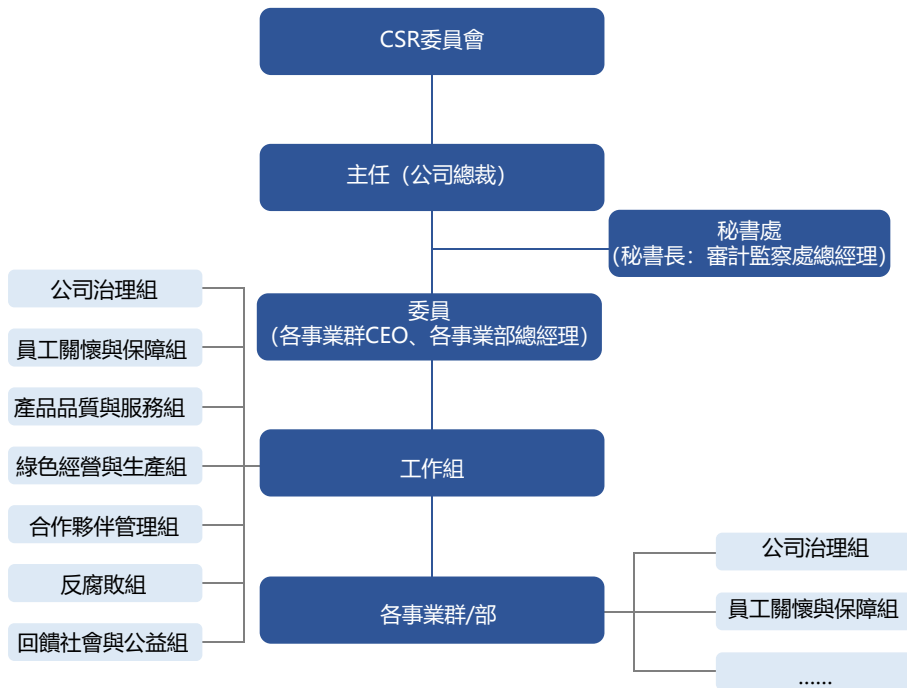 CSR委員會
主任（公司總裁）
秘書處
（秘書長：審計監察處總經理）
委員
（各事業群CEO、各事業部總經理）
工作組
公司治理組
員工關懷與保障組
產品品質與服務組
綠色經營與生產組
合作夥伴管理組
反腐敗組
回饋社會與公益組
各事業群/部
公司治理組
員工關懷與保障組
......